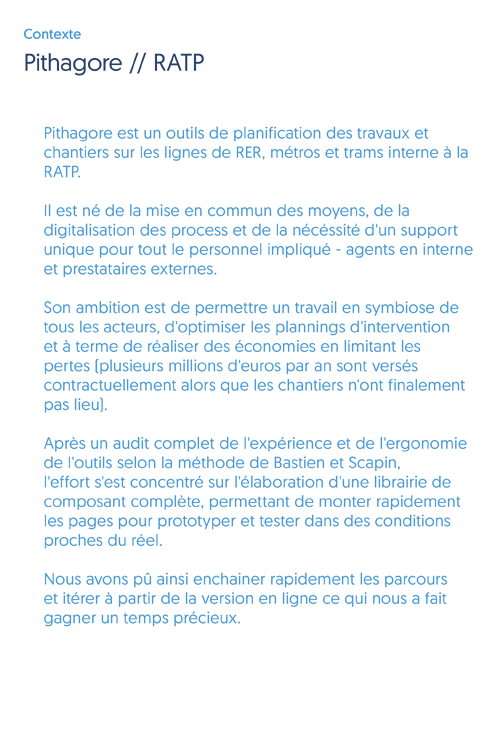 Contexte
Pithagore // RATP
Pithagore est un outils de planification des travaux et
chantiers sur les lignes de RER, métros et trams interne à la
RATP.
Il est né de la mise en commun des moyens, de la
digitalisation des process et de la nécéssité d'un support
unique pour tout le personnel impliqué - agents en interne
et prestataires externes.
Son ambition est de permettre un travail en symbiose de
tous les acteurs, d'optimiser les plannings d'intervention
et à terme de réaliser des économies en limitant les
pertes (plusieurs millions d'euros par an sont versés
contractuellement alors que les chantiers n'ont finalement
pas lieu).
Après un audit complet de l'expérience et de l'ergonomie
de l'outils selon la méthode de Bastien et Scapin,
l'effort s'est concentré sur l'élaboration d'une librairie de
composant complète, permettant de monter rapidement
les pages pour prototyper et tester dans des conditions
proches du réel.
Nous avons pû ainsi enchainer rapidement les parcours
et itérer à partir de la version en ligne ce qui nous a fait
gagner un temps précieux.